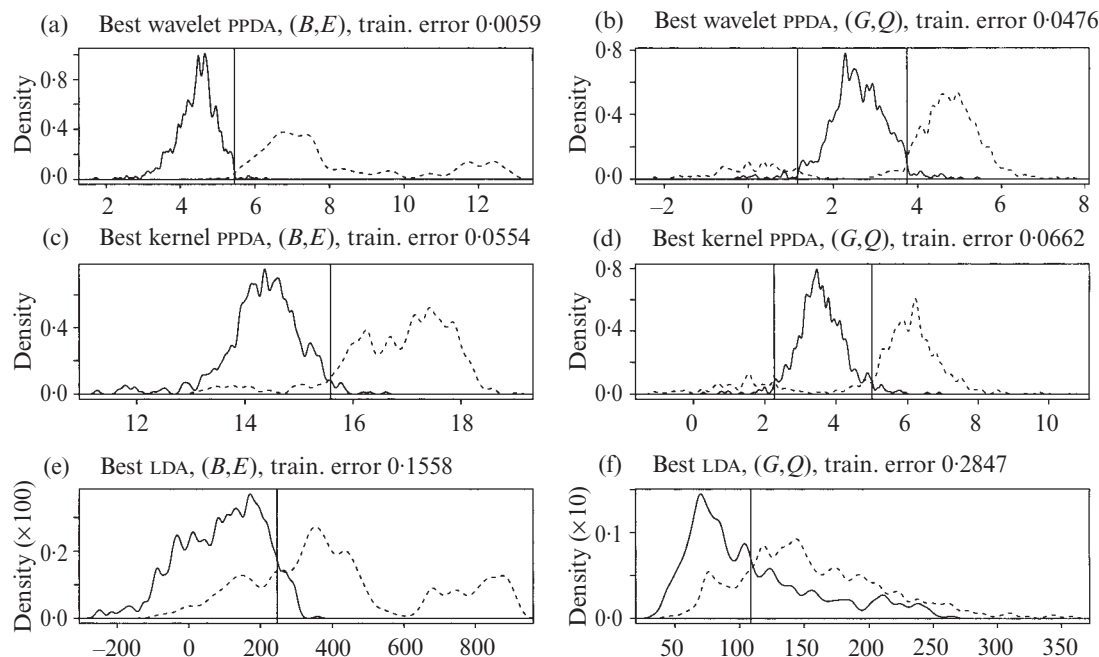 (a) Best wavelet PPDA, (B,E), train. error 0·0059
(b) Best wavelet PPDA, (G,Q), train. error 0·0476
Density
0·8
0·4
0·0
2 4 6 8 10 12
Density
0·8
0·4
0
−2 0 2 4 6 8
(c) Best kernel PPDA, (B,E), train. error 0·0554
(d) Best kernel PPDA, (G,Q), train. error 0·0662
Density
0·4
0·0
12 14 16 18
Density
0·8
0·4
0·0
0 2 4 6 8 10
(e) Best LDA, (B,E), train. error 0·1558
(f) Best LDA, (G,Q), train. error 0·2847
Density (×100)
0·2
0·0
−200 0 200 400 600 800
Density (×10)
0·1
0·0
50 100 150 200 250 300 350